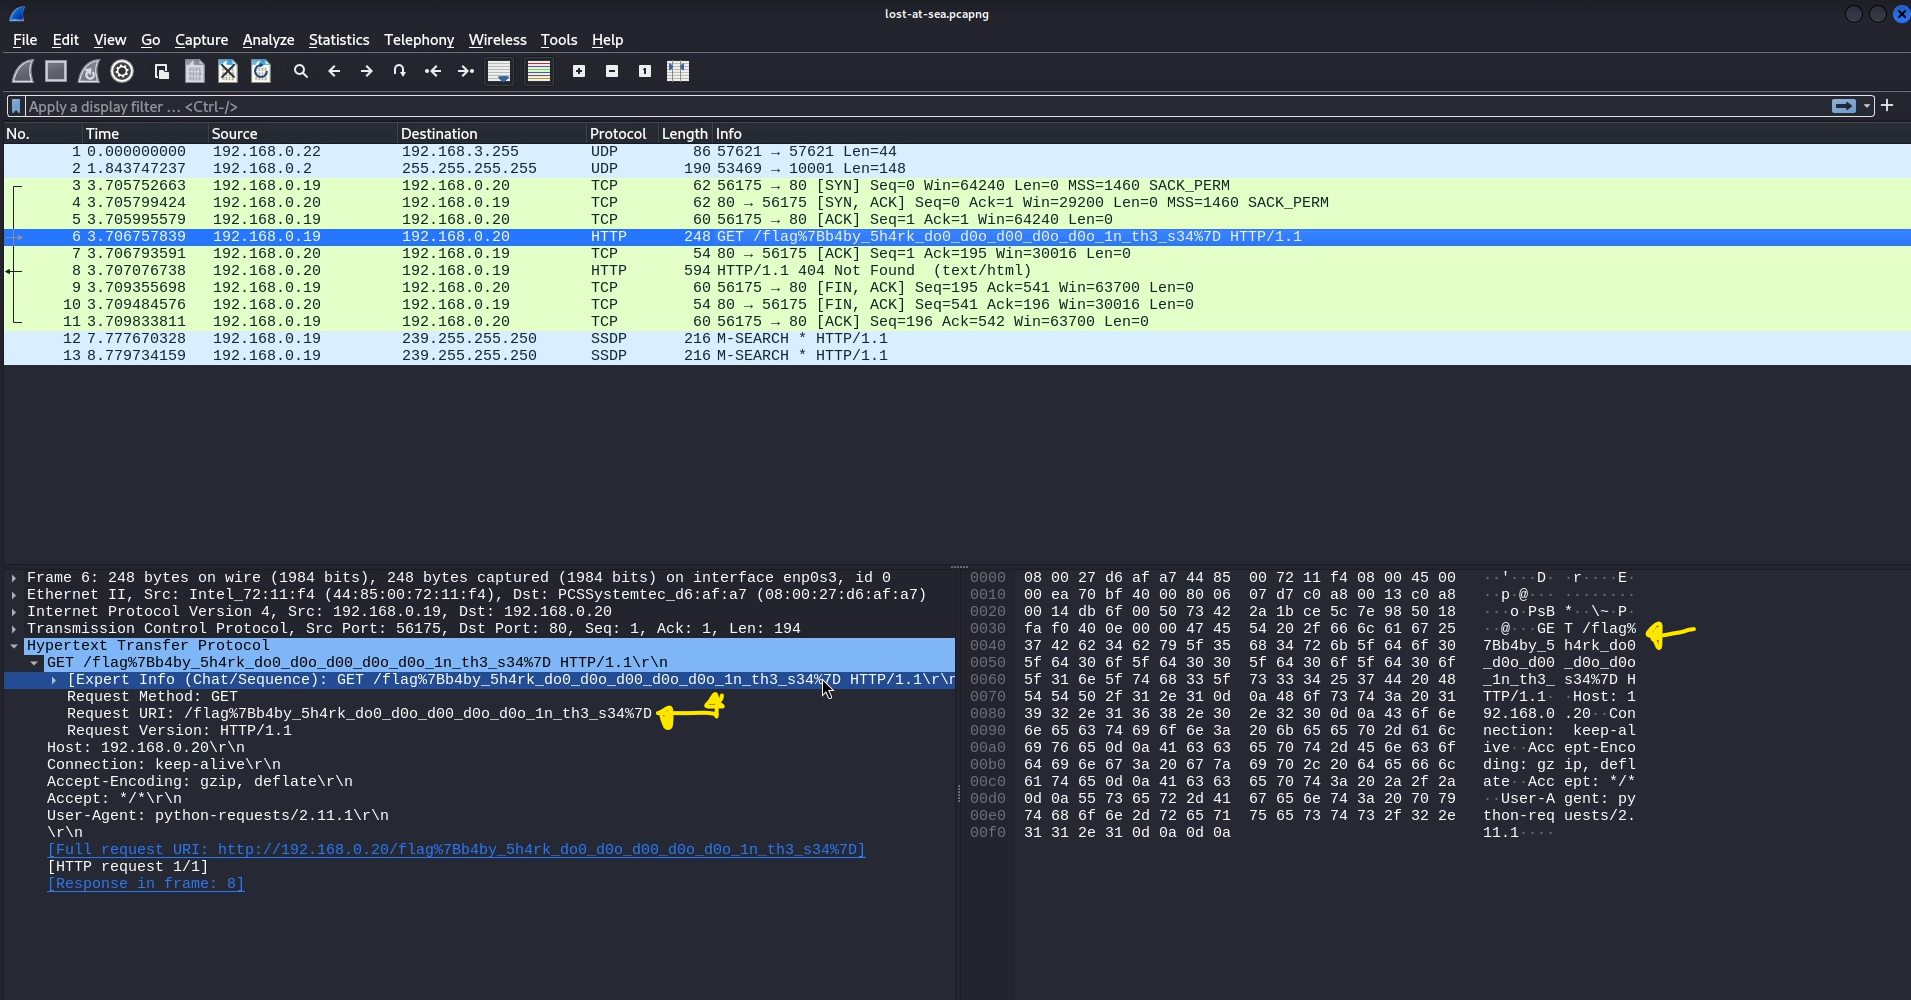 lost-at-sea.pcapng
File Edit View Go Capture Analyze Statistics Telephony Wireless Tools Help
Apply a display filter … <Ctrl-/>
No. Time Source Destination Protocol Length Info
1 0.000000000 192.168.0.22 192.168.3.255 UDP 86 57621 → 57621 Len=44
2 1.843747237 192.168.0.2 255.255.255.255 UDP 190 53469 → 10001 Len=148
3 3.705752663 192.168.0.19 192.168.0.20 TCP 62 56175 → 80 [SYN] Seq=0 Win=64240 Len=0 MSS=1460 SACK_PERM
4 3.705799424 192.168.0.20 192.168.0.19 TCP 62 80 → 56175 [SYN, ACK] Seq=0 Ack=1 Win=29200 Len=0 MSS=1460 SACK_PERM
5 3.705995579 192.168.0.19 192.168.0.20 TCP 60 56175 → 80 [ACK] Seq=1 Ack=1 Win=64240 Len=0
6 3.706757839 192.168.0.19 192.168.0.20 HTTP 248 GET /flag%7Bb4by_5h4rk_do0_d0o_d00_d0o_d0o_1n_th3_s34%7D HTTP/1.1
7 3.706793591 192.168.0.20 192.168.0.19 TCP 54 80 → 56175 [ACK] Seq=1 Ack=195 Win=30016 Len=0
8 3.707076738 192.168.0.20 192.168.0.19 HTTP 594 HTTP/1.1 404 Not Found (text/html)
9 3.709355698 192.168.0.19 192.168.0.20 TCP 60 56175 → 80 [FIN, ACK] Seq=195 Ack=541 Win=63700 Len=0
10 3.709484576 192.168.0.20 192.168.0.19 TCP 54 80 → 56175 [FIN, ACK] Seq=541 Ack=196 Win=30016 Len=0
11 3.709833811 192.168.0.19 192.168.0.20 TCP 60 56175 → 80 [ACK] Seq=196 Ack=542 Win=63700 Len=0
12 7.777670328 192.168.0.19 239.255.255.250 SSDP 216 M-SEARCH * HTTP/1.1
13 8.779734159 192.168.0.19 239.255.255.250 SSDP 216 M-SEARCH * HTTP/1.1
Frame 6: 248 bytes on wire (1984 bits), 248 bytes captured (1984 bits) on interface enp0s3, id 0
Ethernet II, Src: Intel_72:11:f4 (44:85:00:72:11:f4), Dst: PCSSystemtec_d6:af:a7 (08:00:27:d6:af:a7)
Internet Protocol Version 4, Src: 192.168.0.19, Dst: 192.168.0.20
Transmission Control Protocol, Src Port: 56175, Dst Port: 80, Seq: 1, Ack: 1, Len: 194
Hypertext Transfer Protocol
GET /flag%7Bb4by_5h4rk_do0_d0o_d00_d0o_d0o_1n_th3_s34%7D HTTP/1.1\r\n
[Expert Info (Chat/Sequence): GET /flag%7Bb4by_5h4rk_do0_d0o_d00_d0o_d0o_1n_th3_s34%7D HTTP/1.1\r\n
Request Method: GET
Request URI: /flag%7Bb4by_5h4rk_do0_d0o_d00_d0o_d0o_1n_th3_s34%7D
Request Version: HTTP/1.1
Host: 192.168.0.20\r\n
Connection: keep-alive\r\n
Accept-Encoding: gzip, deflate\r\n
Accept: */*\r\n
User-Agent: python-requests/2.11.1\r\n
\r\n
[Full request URI: http://192.168.0.20/flag%7Bb4by_5h4rk_do0_d0o_d00_d0o_d0o_1n_th3_s34%7D]
[HTTP request 1/1]
[Response in frame: 8]
0000 08 00 27 d6 af a7 44 85 00 72 11 f4 08 00 45 00 ··'···D· ·r····E·
0010 00 ea 70 bf 40 00 80 06 07 d7 c0 a8 00 13 c0 a8 ··p·@··· ········
0020 00 14 db 6f 00 50 73 42 2a 1b ce 5c 7e 98 50 18 ···o·PsB *··\~·P·
0030 fa f0 40 0e 00 00 47 45 54 20 2f 66 6c 61 67 25 ··@···GE T /flag%
0040 37 42 62 34 62 79 5f 35 68 34 72 6b 5f 64 6f 30 7Bb4by_5 h4rk_do0
0050 5f 64 30 6f 5f 64 30 30 5f 64 30 6f 5f 64 30 6f _d0o_d00 _d0o_d0o
0060 5f 31 6e 5f 74 68 33 5f 73 33 34 25 37 44 20 48 _1n_th3_ s34%7D H
0070 54 54 50 2f 31 2e 31 0d 0a 48 6f 73 74 3a 20 31 TTP/1.1· ·Host: 1
0080 39 32 2e 31 36 38 2e 30 2e 32 30 0d 0a 43 6f 6e 92.168.0 .20··Con
0090 6e 65 63 74 69 6f 6e 3a 20 6b 65 65 70 2d 61 6c nection: keep-al
00a0 69 76 65 0d 0a 41 63 63 65 70 74 2d 45 6e 63 6f ive··Acc ept-Enco
00b0 64 69 6e 67 3a 20 67 7a 69 70 2c 20 64 65 66 6c ding: gz ip, defl
00c0 61 74 65 0d 0a 41 63 63 65 70 74 3a 20 2a 2f 2a ate··Acc ept: */*
00d0 0d 0a 55 73 65 72 2d 41 67 65 6e 74 3a 20 70 79 ··User-A gent: py
00e0 74 68 6f 6e 2d 72 65 71 75 65 73 74 73 2f 32 2e thon-req uests/2.
00f0 31 31 2e 31 0d 0a 0d 0a 11.1····